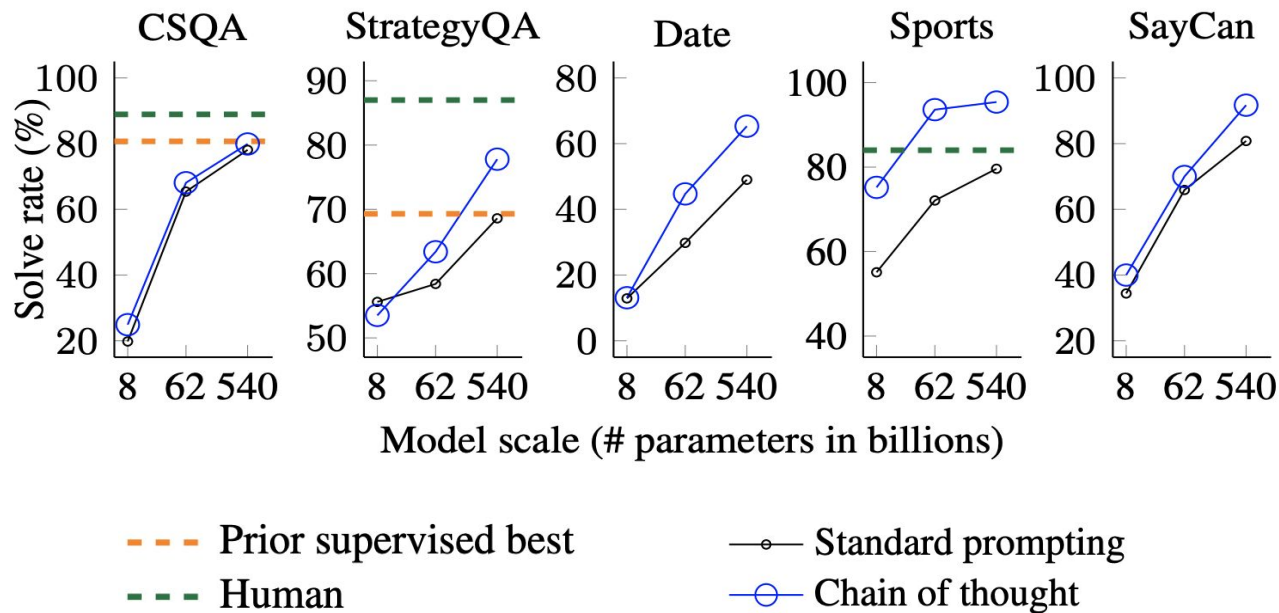 CSQA
StrategyQA
Date
Sports
SayCan
Solve rate (%)
100
80
60
40
20
8 62 540
90
80
70
60
50
8 62 540
80
60
40
20
0
8 62 540
100
80
60
40
8 62 540
100
80
60
40
20
8 62 540
Model scale (# parameters in billions)
Prior supervised best
Human
Standard prompting
Chain of thought